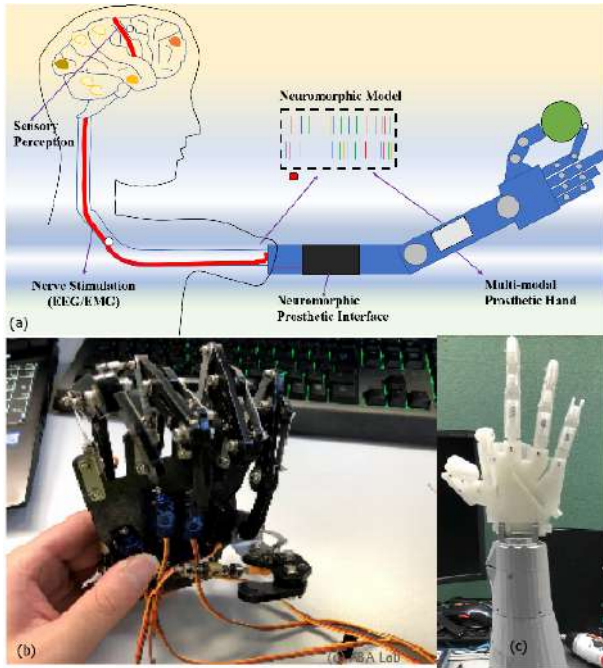 Neuromorphic Model
Sensory
Perception
Nerve Stimulation
(EEG/EMG)
Neuromorphic
Prosthetic Interface
Multi-modal
Prosthetic Hand
(a)
(b)
(c)